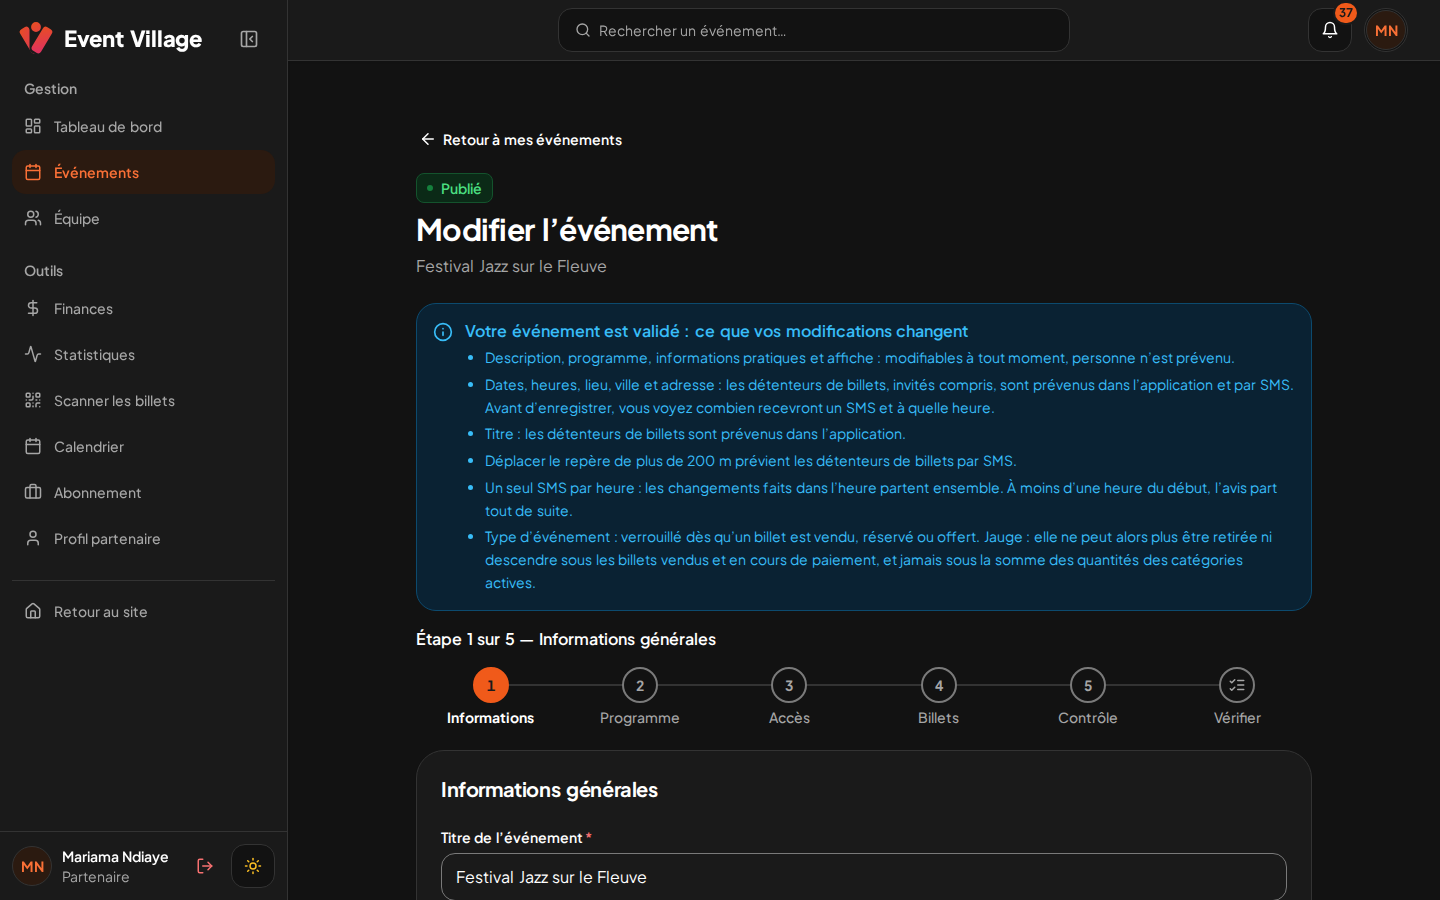 Event Village
Gestion
Tableau de bord
Événements
Équipe
Outils
Finances
Statistiques
Scanner les billets
Calendrier
Abonnement
Profil partenaire
Retour au site
MN
Mariama Ndiaye
Partenaire
Rechercher un événement…
37
MN
Retour à mes événements
Publié
Modifier l’événement
Festival Jazz sur le Fleuve
Votre événement est validé : ce que vos modifications changent
Description, programme, informations pratiques et affiche : modifiables à tout moment, personne n’est prévenu.
Dates, heures, lieu, ville et adresse : les détenteurs de billets, invités compris, sont prévenus dans l’application et par SMS.
Avant d’enregistrer, vous voyez combien recevront un SMS et à quelle heure.
Titre : les détenteurs de billets sont prévenus dans l’application.
Déplacer le repère de plus de 200 m prévient les détenteurs de billets par SMS.
Un seul SMS par heure : les changements faits dans l’heure partent ensemble. À moins d’une heure du début, l’avis part
tout de suite.
Type d’événement : verrouillé dès qu’un billet est vendu, réservé ou offert. Jauge : elle ne peut alors plus être retirée ni
descendre sous les billets vendus et en cours de paiement, et jamais sous la somme des quantités des catégories
actives.
Étape 1 sur 5 — Informations générales
1
2
3
4
5
Informations
Programme
Accès
Billets
Contrôle
Vérifier
Informations générales
Titre de l’événement *
Festival Jazz sur le Fleuve